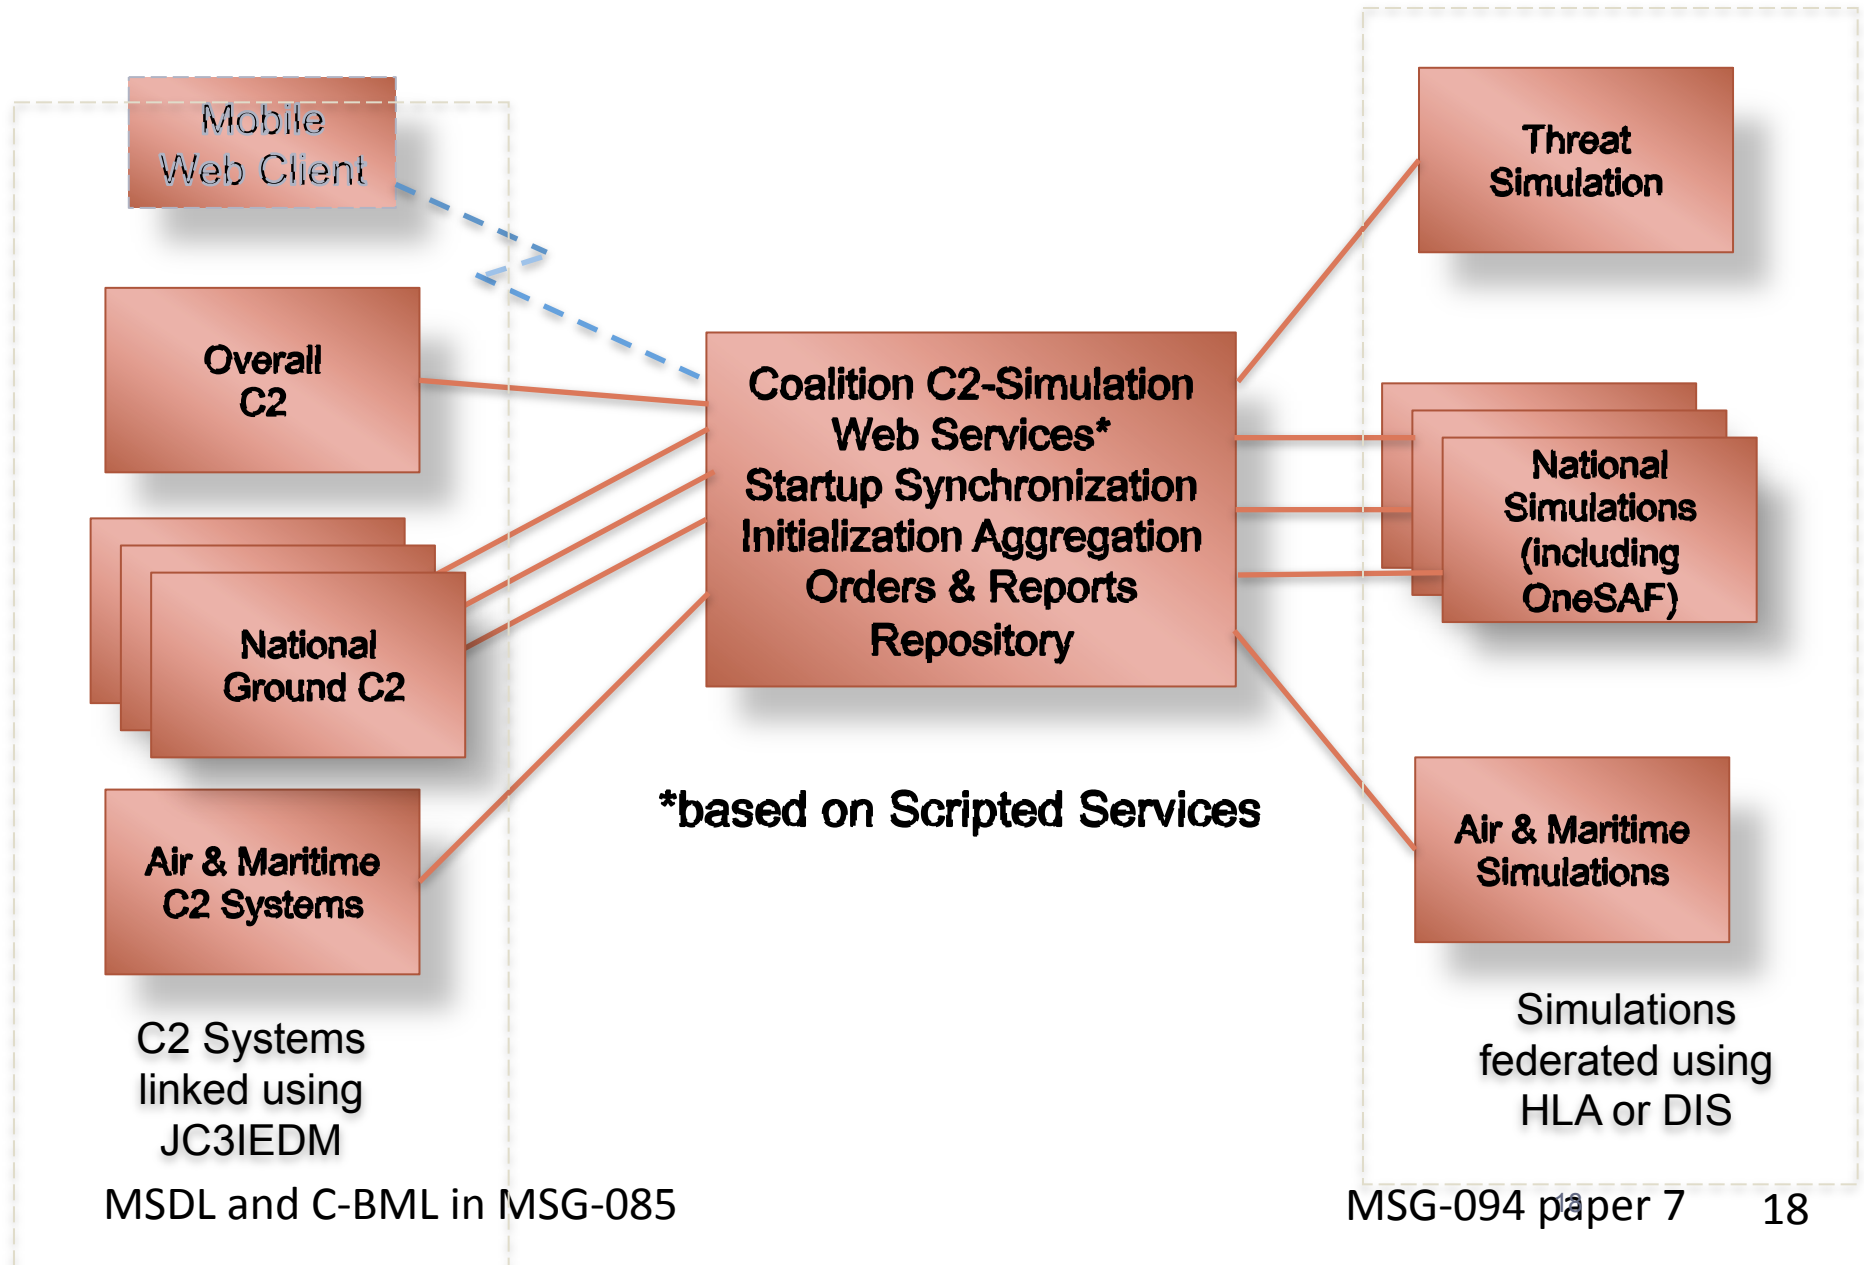 Mobile
Web Client
Overall
C2
National
Ground C2
Air & Maritime
C2 Systems
C2 Systems
linked using
JC3IEDM
Coalition C2-Simulation
Web Services*
Startup Synchronization
Initialization Aggregation
Orders & Reports
Repository
*based on Scripted Services
Threat
Simulation
National
Simulations
(including
OneSAF)
Air & Maritime
Simulations
Simulations
federated using
HLA or DIS
MSDL and C-BML in MSG-085
MSG-094 paper 7
18
18